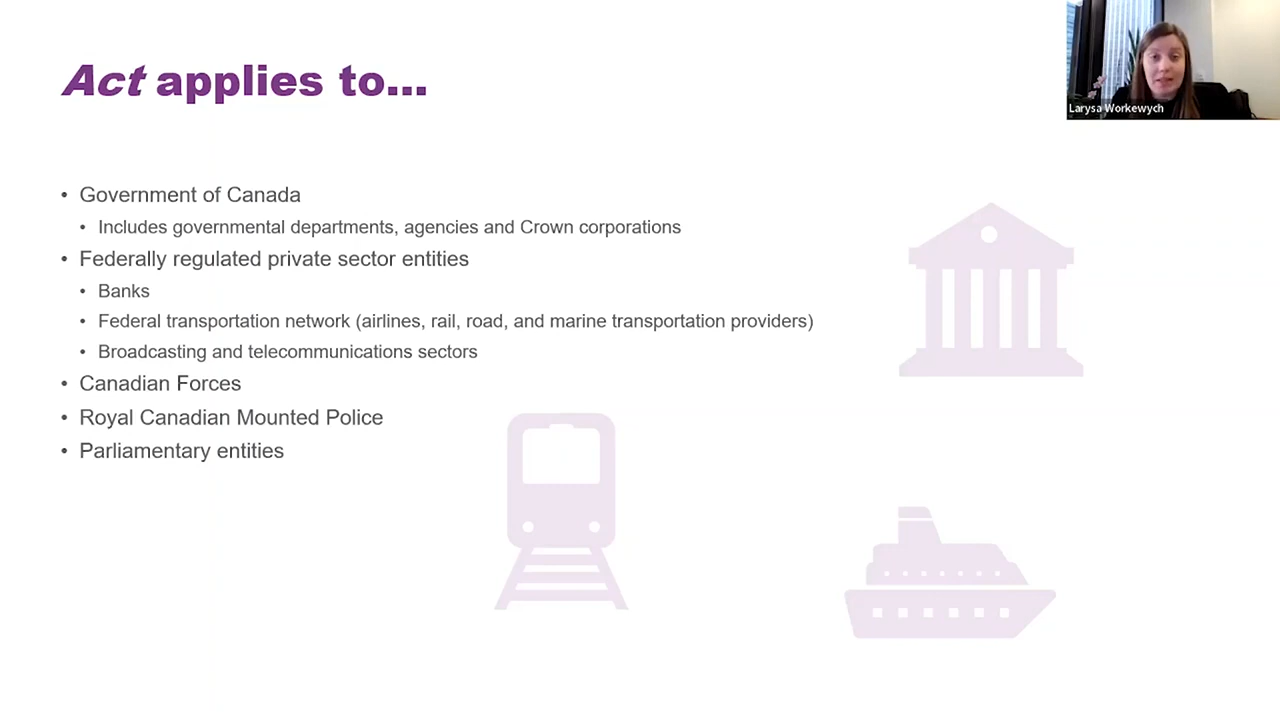 Act applies to...
Larysa Workewych
• Government of Canada
• Includes governmental departments, agencies and Crown corporations
• Federally regulated private sector entities
• Banks
• Federal transportation network (airlines, rail, road, and marine transportation providers)
• Broadcasting and telecommunications sectors
• Canadian Forces
• Royal Canadian Mounted Police
• Parliamentary entities